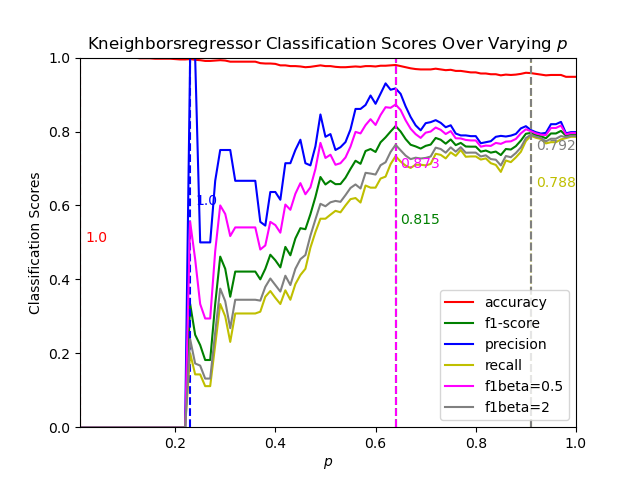 Kneighborsregressor Classification Scores Over Varying p
1.0
0.8
0.6
0.4
0.2
0.0
Classification Scores
0.2
0.4
0.6
0.8
1.0
p
1.0
1.0
0.873
0.815
0.792
0.788
accuracy
f1-score
precision
recall
f1beta=0.5
f1beta=2